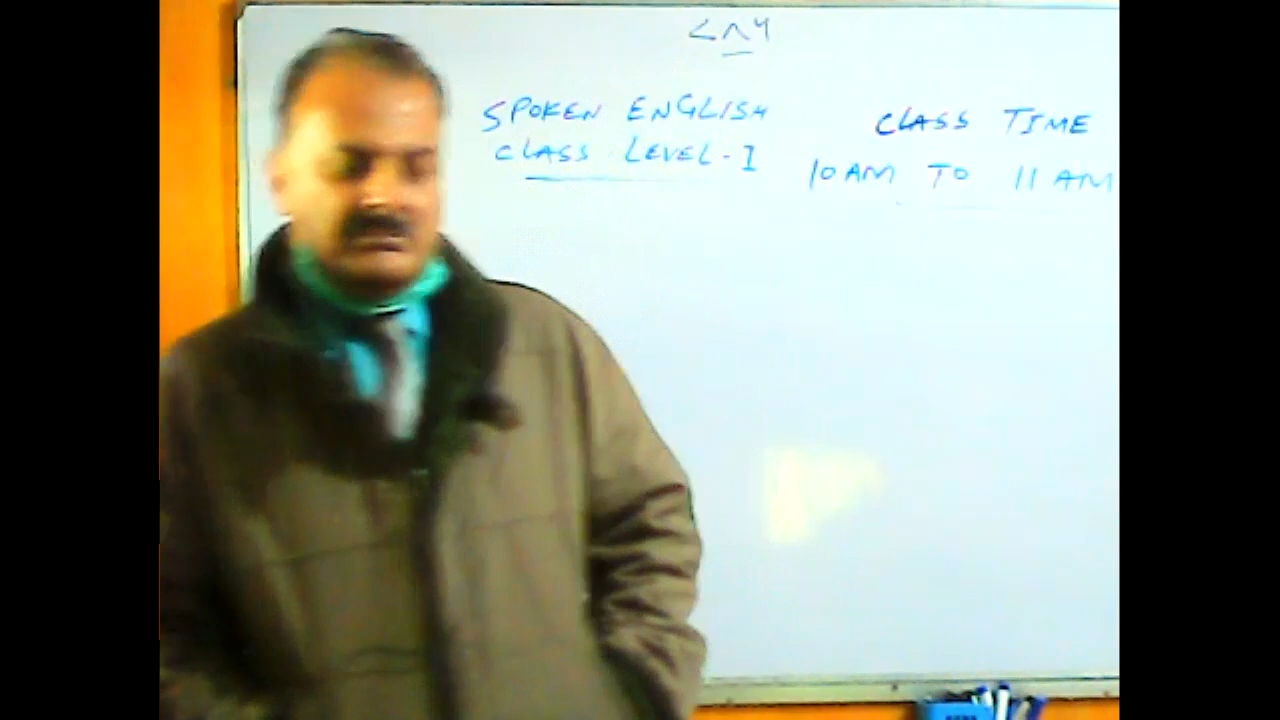 SPOKEN ENGLISH
CLASS LEVEL-I
CLASS TIME
10 AM TO 11 AM